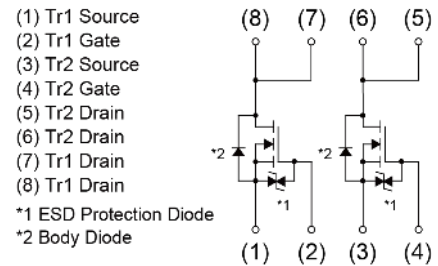 (1) Tr1 Source
(2) Tr1 Gate
(3) Tr2 Source
(4) Tr2 Gate
(5) Tr2 Drain
(6) Tr2 Drain
(7) Tr1 Drain
(8) Tr1 Drain
*1 ESD Protection Diode
*2 Body Diode
(8) (7) (6) (5)
*2 *2
*1 *1
(1) (2) (3) (4)